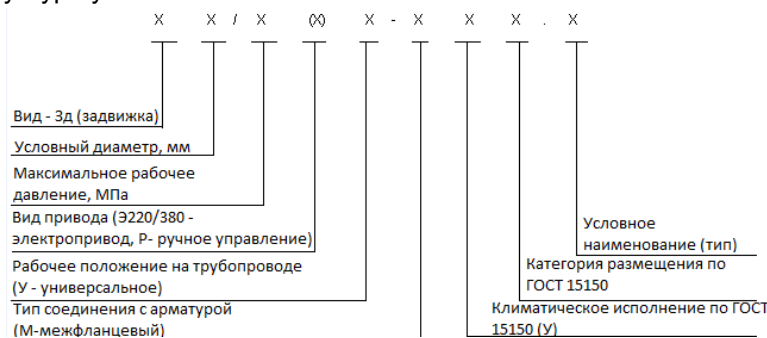 X X / X (X) X - X X X . X
Вид - Зд (задвижка)
Условный диаметр, мм
Максимальное рабочее
давление, МПа
Вид привода (Э220/380 -
электропривод, Р- ручное управление)
Рабочее положение на трубопроводе
(У - универсальное)
Тип соединения с арматурой
(М-межфланцевый)
Условное
наименование (тип)
Категория размещения по
ГОСТ 15150
Климатическое исполнение по ГОСТ
15150 (У)